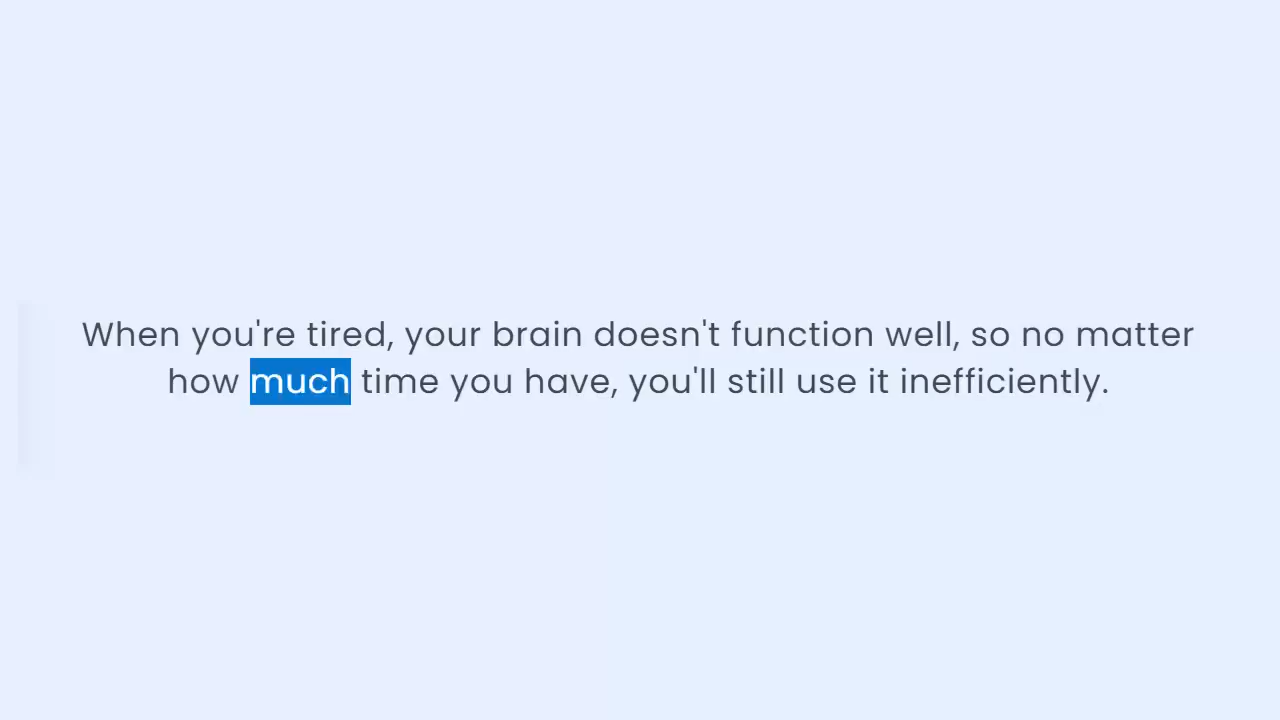 When you're tired, your brain doesn't function well, so no matter
how much time you have, you'll still use it inefficiently.